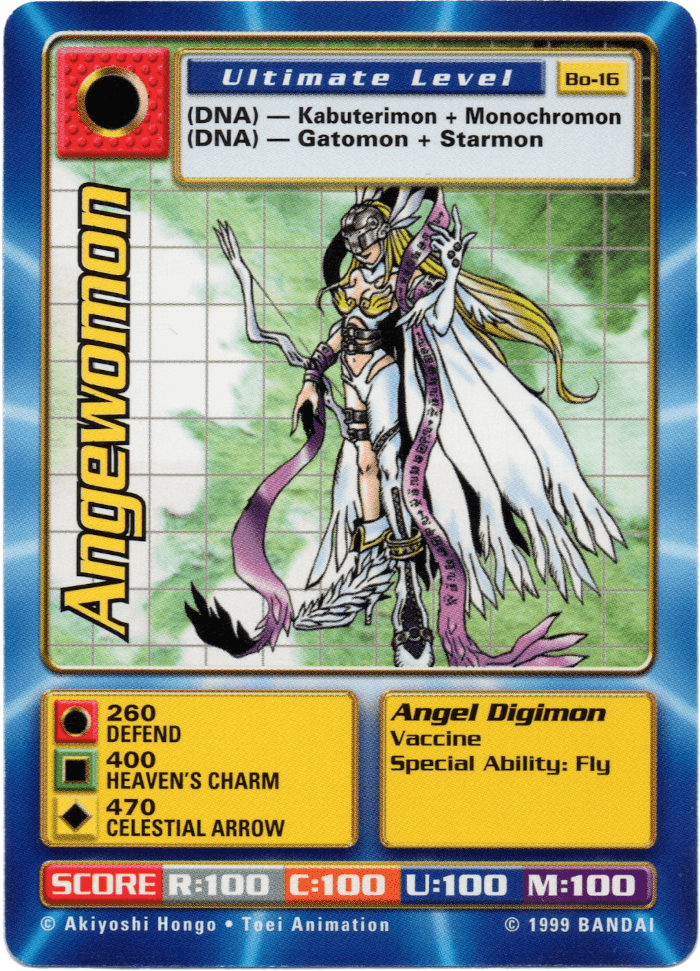 Ultimate Level
Bo-16
(DNA) — Kabuterimon + Monochromon
(DNA) — Gatomon + Starmon
Angewomon
260
DEFEND
400
HEAVEN'S CHARM
470
CELESTIAL ARROW
Angel Digimon
Vaccine
Special Ability: Fly
SCORE R:100 C:100 U:100 M:100
© Akiyoshi Hongo • Toei Animation © 1999 BANDAI